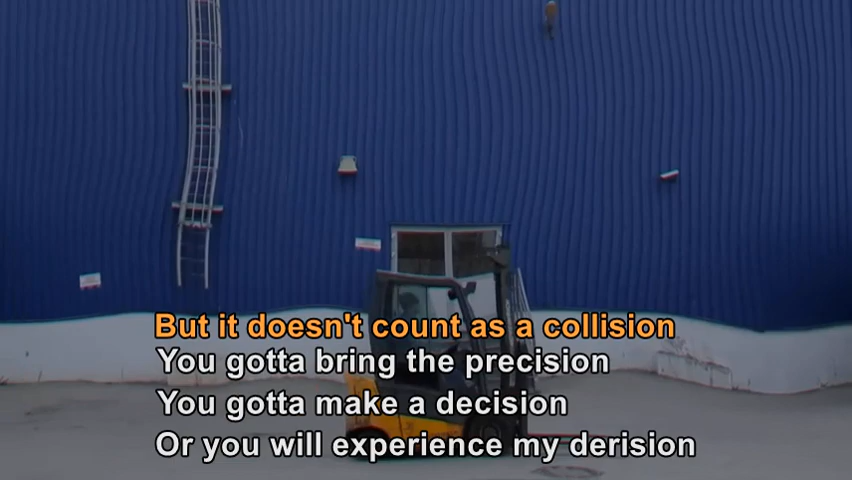 But it doesn't count as a collision
You gotta bring the precision
You gotta make a decision
Or you will experience my derision